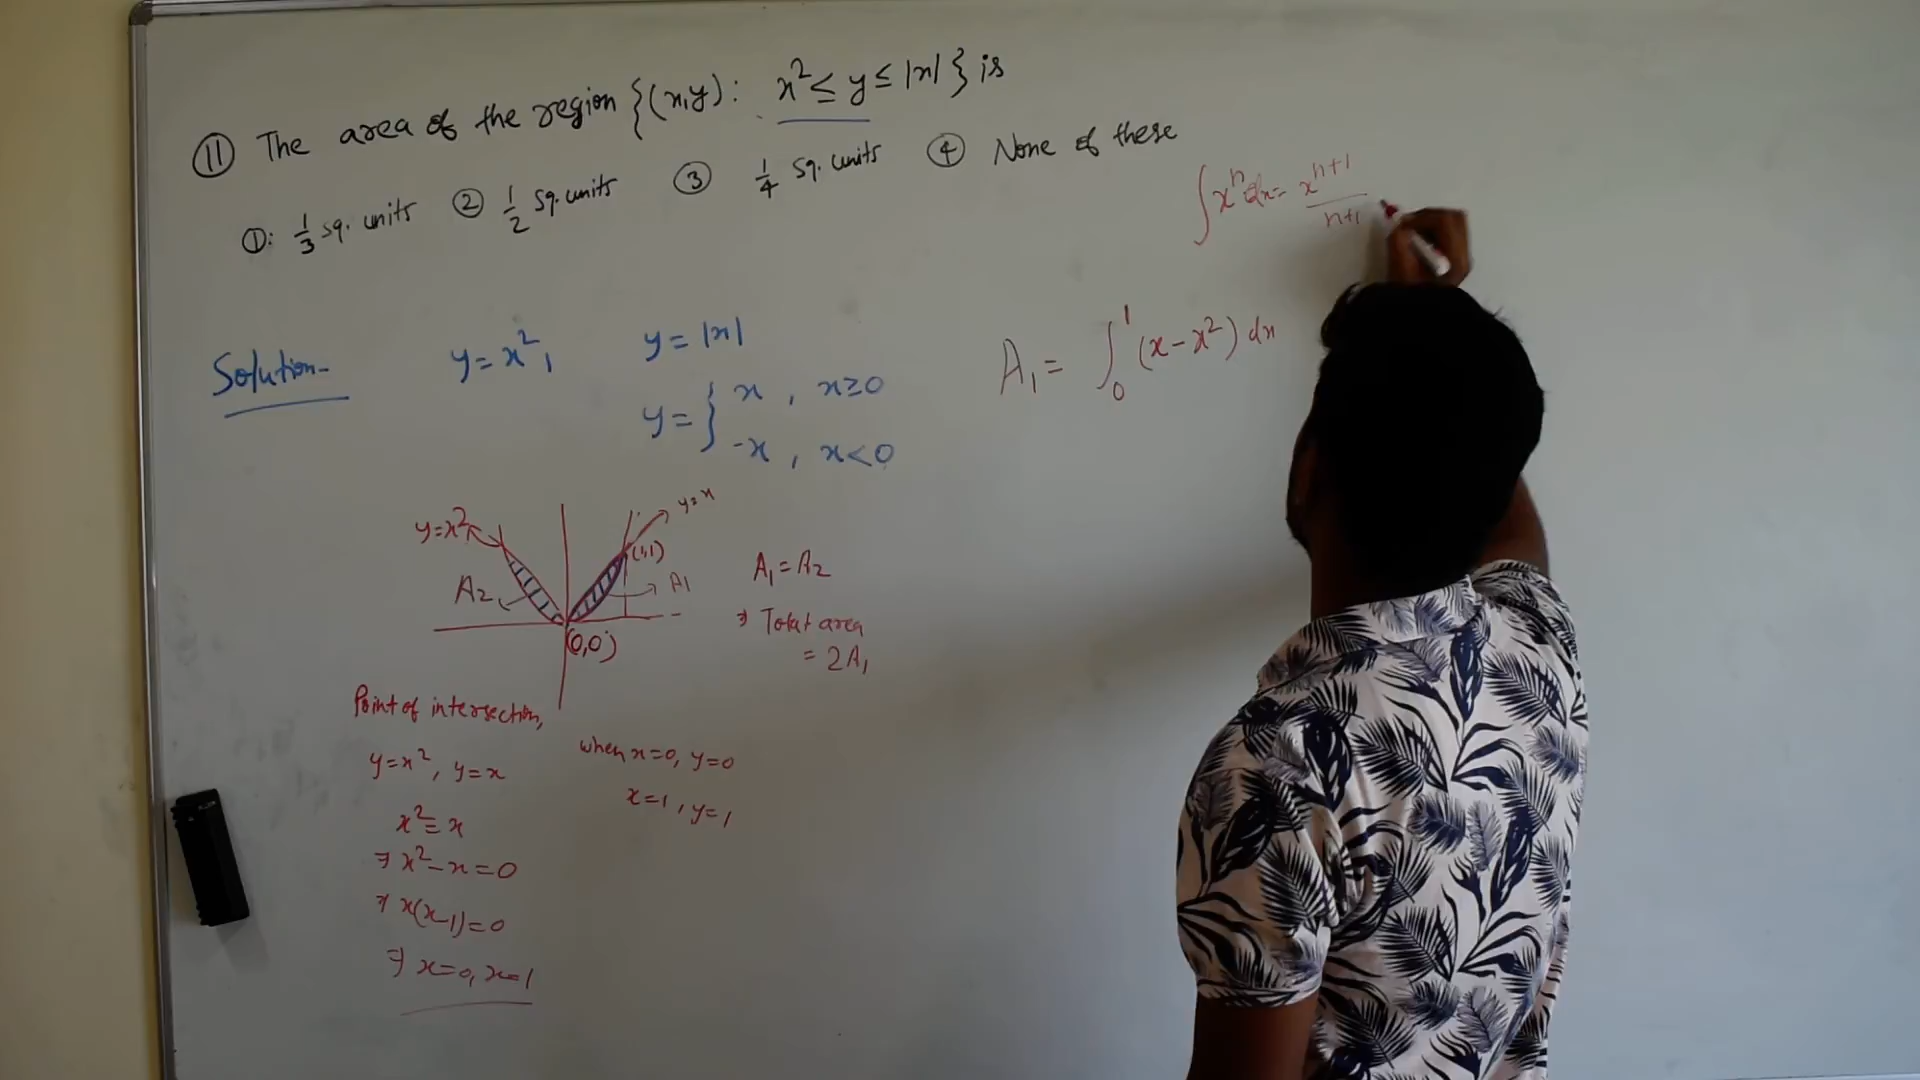 ⑪ The area of the region {(x,y): x² ≤ y ≤ |x|} is
①: 1/3 sq. units ② 1/2 sq. units ③ 1/4 sq. units ④ None of these
∫xⁿdx = xⁿ⁺¹/n+1
Solution- y = x², y = |x|
y = { x, x≥0
-x, x<0
A₁ = ∫₀¹ (x-x²) dx
y=x² y=x
(1,1)
A₂ A₁
(0,0)
A₁ = A₂
⇒ Total area
= 2A₁
Point of intersection,
y=x², y=x
x² = x
⇒ x²-x=0
⇒ x(x-1)=0
⇒ x=0, x=1
when x=0, y=0
x=1, y=1